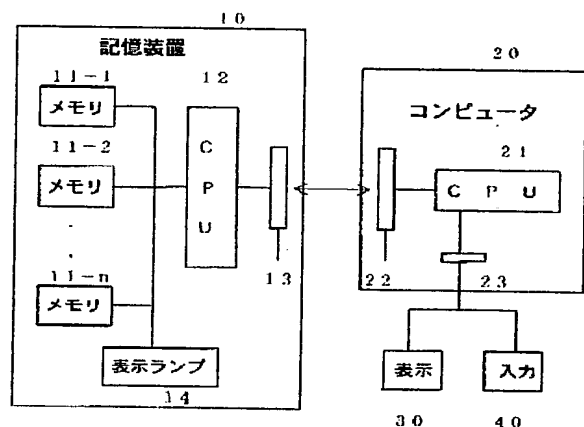 10
記憶装置
11-1
メモリ
11-2
メモリ
.
.
11-n
メモリ
12
CPU
13
表示ランプ
14
20
コンピュータ
21
CPU
22
23
表示
30
入力
40